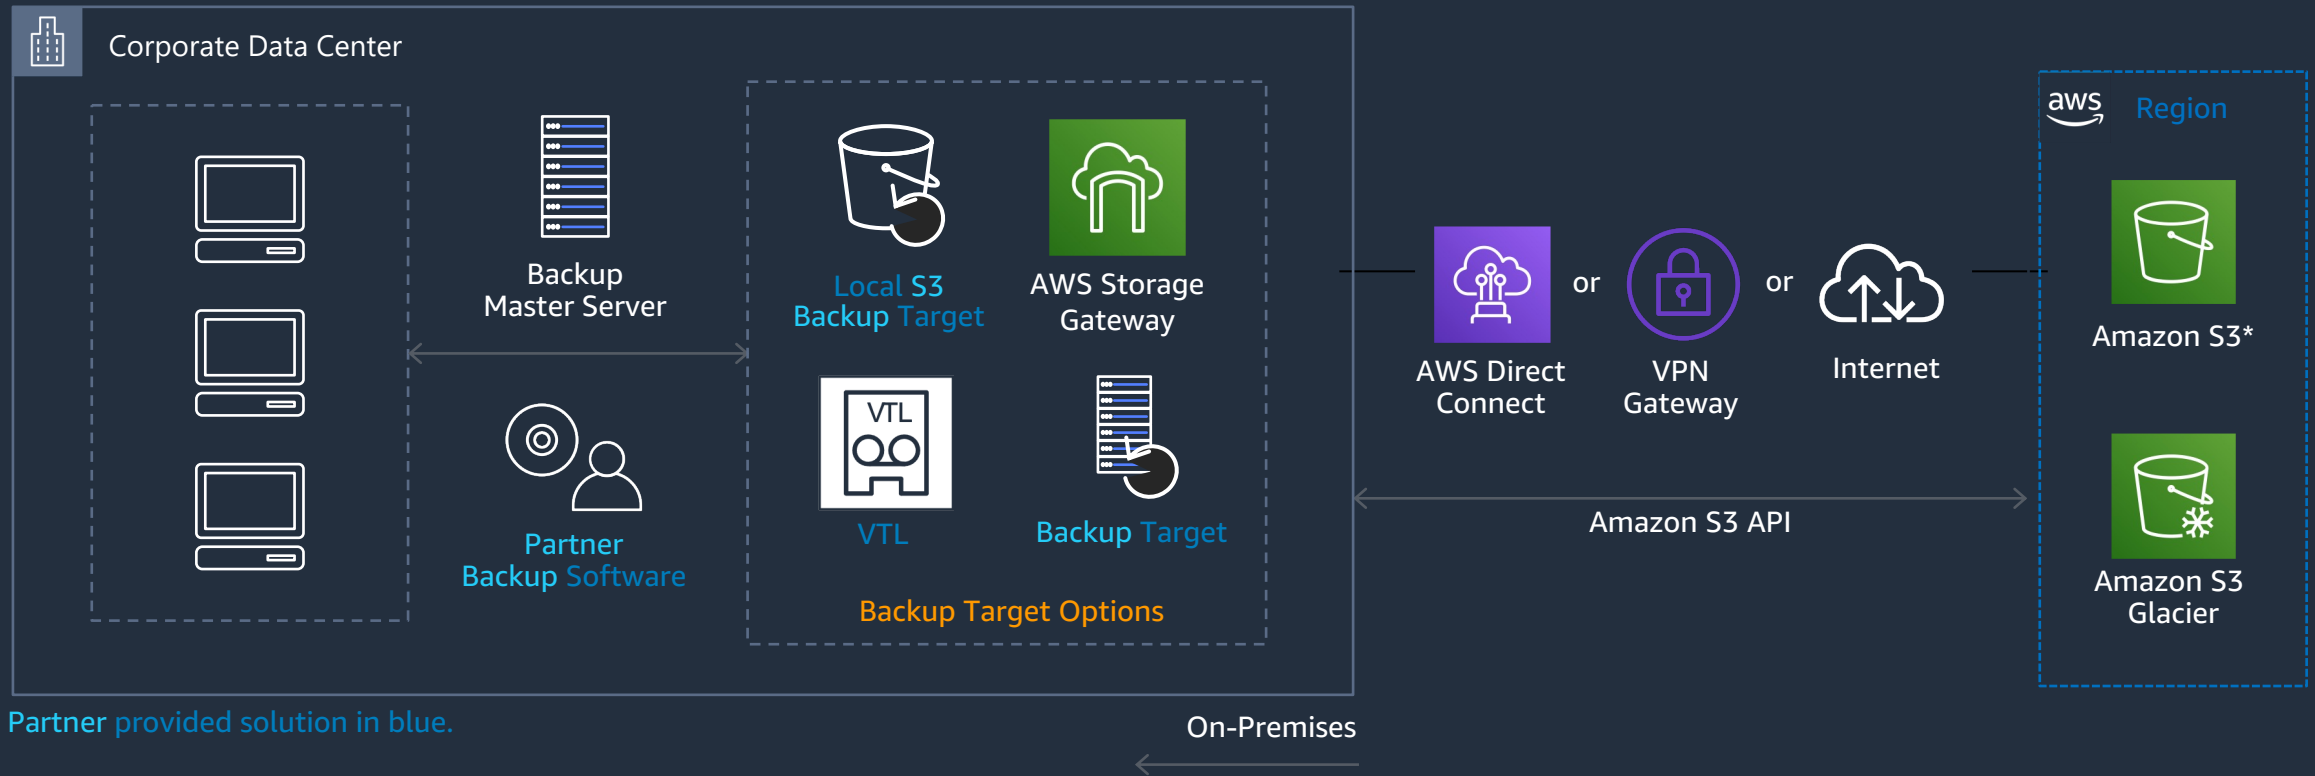 Corporate Data Center
Backup
Master Server
Partner
Backup Software
Local S3
Backup Target
AWS Storage
Gateway
VTL
VTL
Backup Target
Backup Target Options
AWS Direct
Connect
or
VPN
Gateway
or
Internet
Amazon S3 API
aws
Region
Amazon S3*
Amazon S3
Glacier
Partner provided solution in blue.
On-Premises